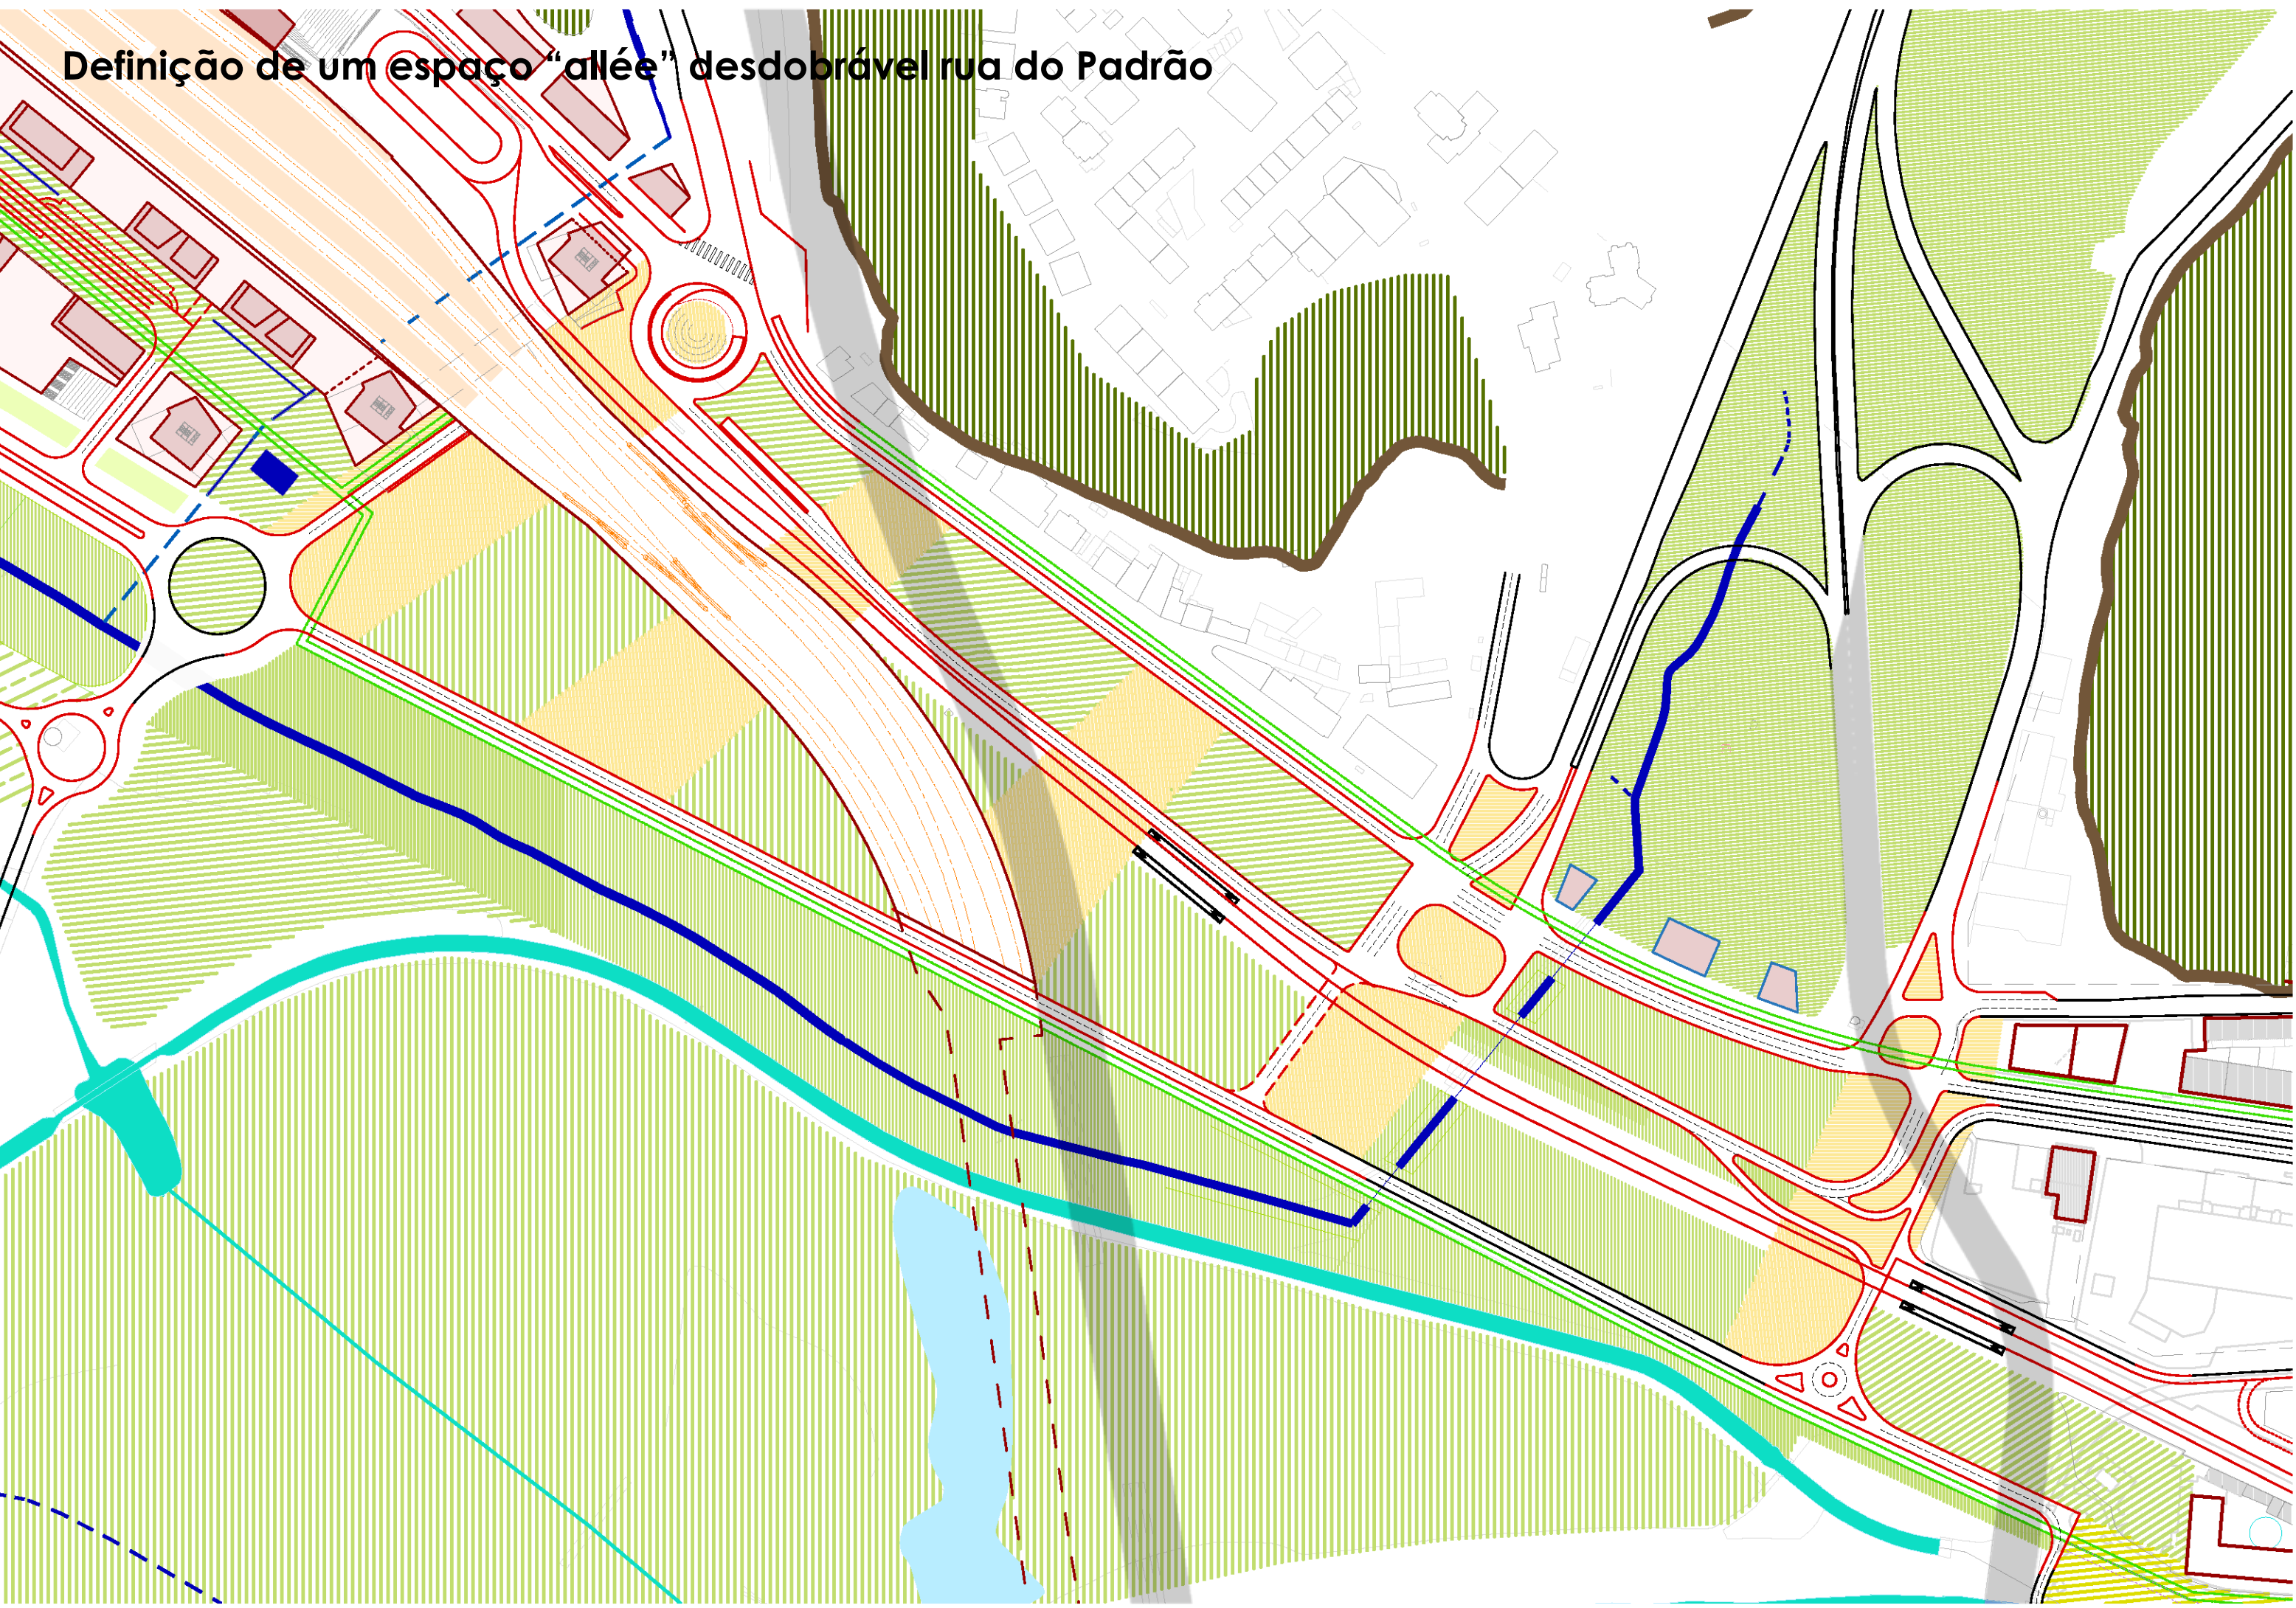 Definição de um espaço “allée” desdobrável rua do Padrão